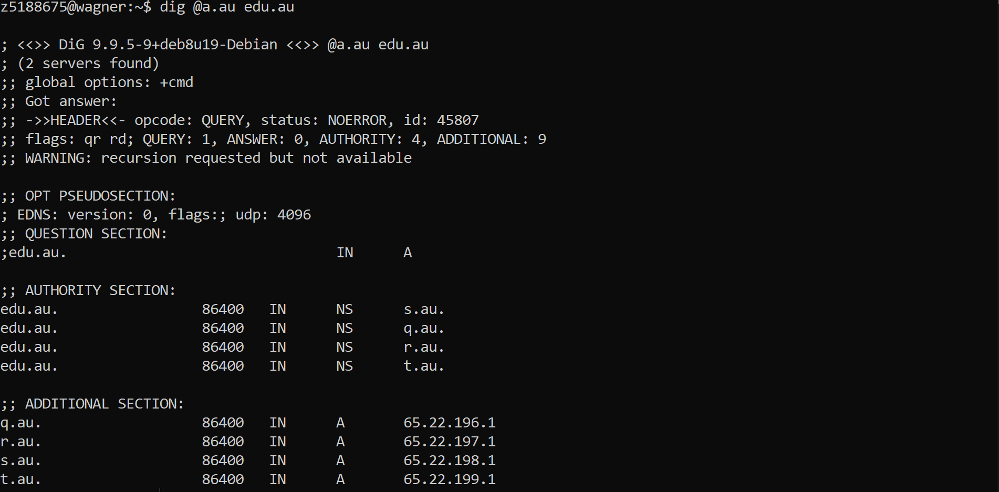 z5188675@wagner:~$ dig @a.au edu.au
; <<>> DiG 9.9.5-9+deb8u19-Debian <<>> @a.au edu.au
; (2 servers found)
;; global options: +cmd
;; Got answer:
;; ->>HEADER<<- opcode: QUERY, status: NOERROR, id: 45807
;; flags: qr rd; QUERY: 1, ANSWER: 0, AUTHORITY: 4, ADDITIONAL: 9
;; WARNING: recursion requested but not available
;; OPT PSEUDOSECTION:
; EDNS: version: 0, flags:; udp: 4096
;; QUESTION SECTION:
;edu.au. IN A
;; AUTHORITY SECTION:
edu.au. 86400 IN NS s.au.
edu.au. 86400 IN NS q.au.
edu.au. 86400 IN NS r.au.
edu.au. 86400 IN NS t.au.
;; ADDITIONAL SECTION:
q.au. 86400 IN A 65.22.196.1
r.au. 86400 IN A 65.22.197.1
s.au. 86400 IN A 65.22.198.1
t.au. 86400 IN A 65.22.199.1